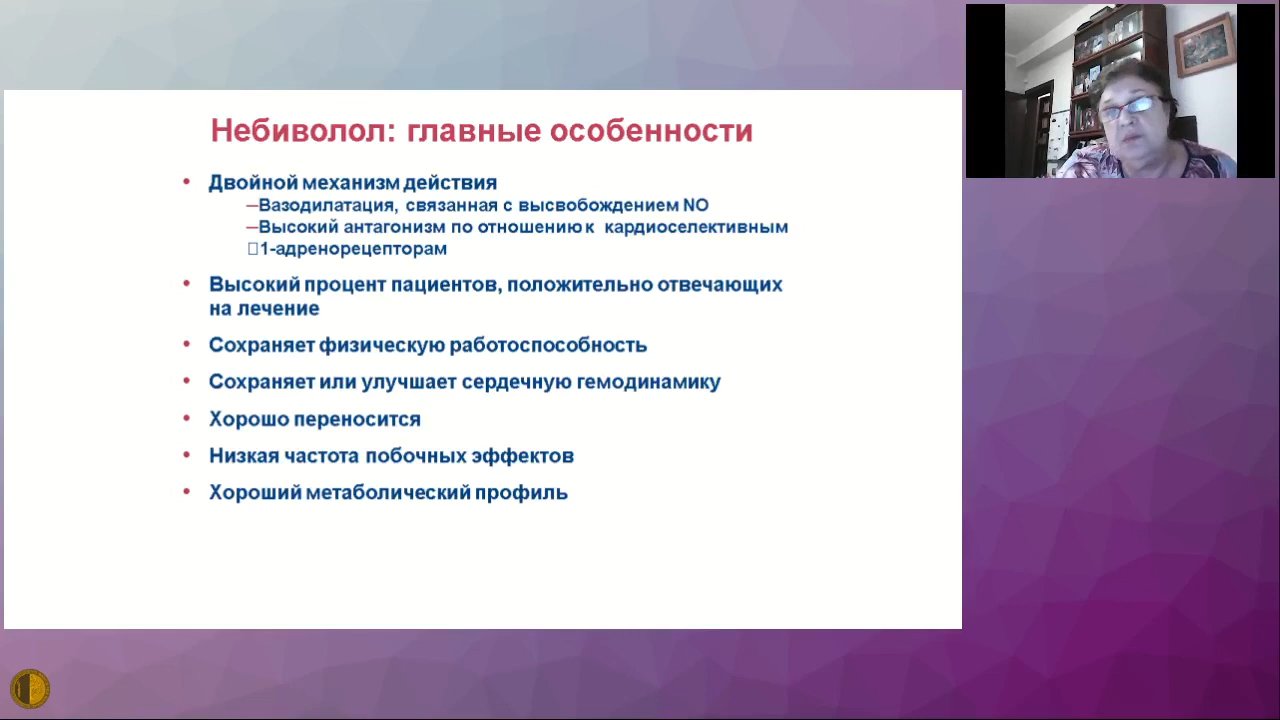 Небиволол: главные особенности
• Двойной механизм действия
–Вазодилатация, связанная с высвобождением NO
–Высокий антагонизм по отношению к кардиоселективным
□1-адренорецепторам
• Высокий процент пациентов, положительно отвечающих
на лечение
• Сохраняет физическую работоспособность
• Сохраняет или улучшает сердечную гемодинамику
• Хорошо переносится
• Низкая частота побочных эффектов
• Хороший метаболический профиль